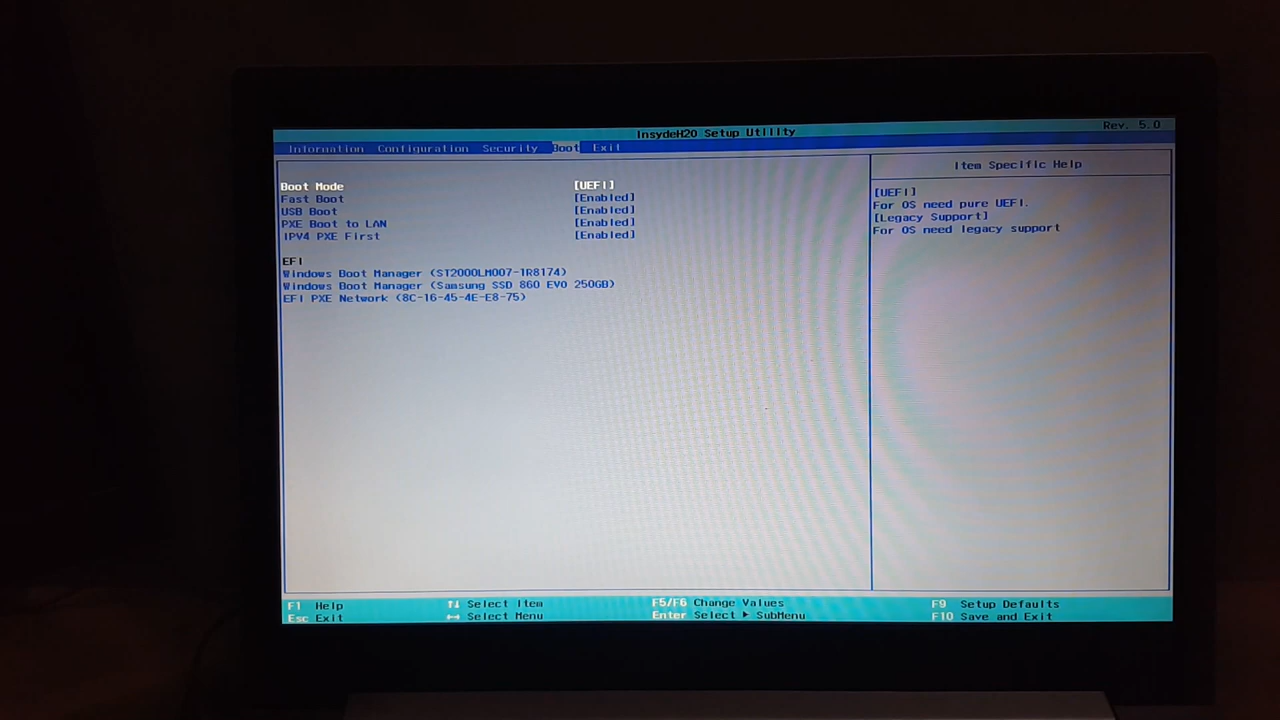 InsydeH20 Setup Utility
Rev. 5.0
Information Configuration Security Boot Exit
Item Specific Help
Boot Mode [UEFI]
Fast Boot [Enabled]
USB Boot [Enabled]
PXE Boot to LAN [Enabled]
IPV4 PXE First [Enabled]
EFI
Windows Boot Manager (ST2000LM007-1R8174)
Windows Boot Manager (Samsung SSD 860 EVO 250GB)
EFI PXE Network (8C-16-45-4E-E8-75)
[UEFI]
For OS need pure UEFI.
[Legacy Support]
For OS need legacy support
F1 Help ↑↓ Select Item F5/F6 Change Values F9 Setup Defaults
Esc Exit ↔ Select Menu Enter Select ▶ SubMenu F10 Save and Exit